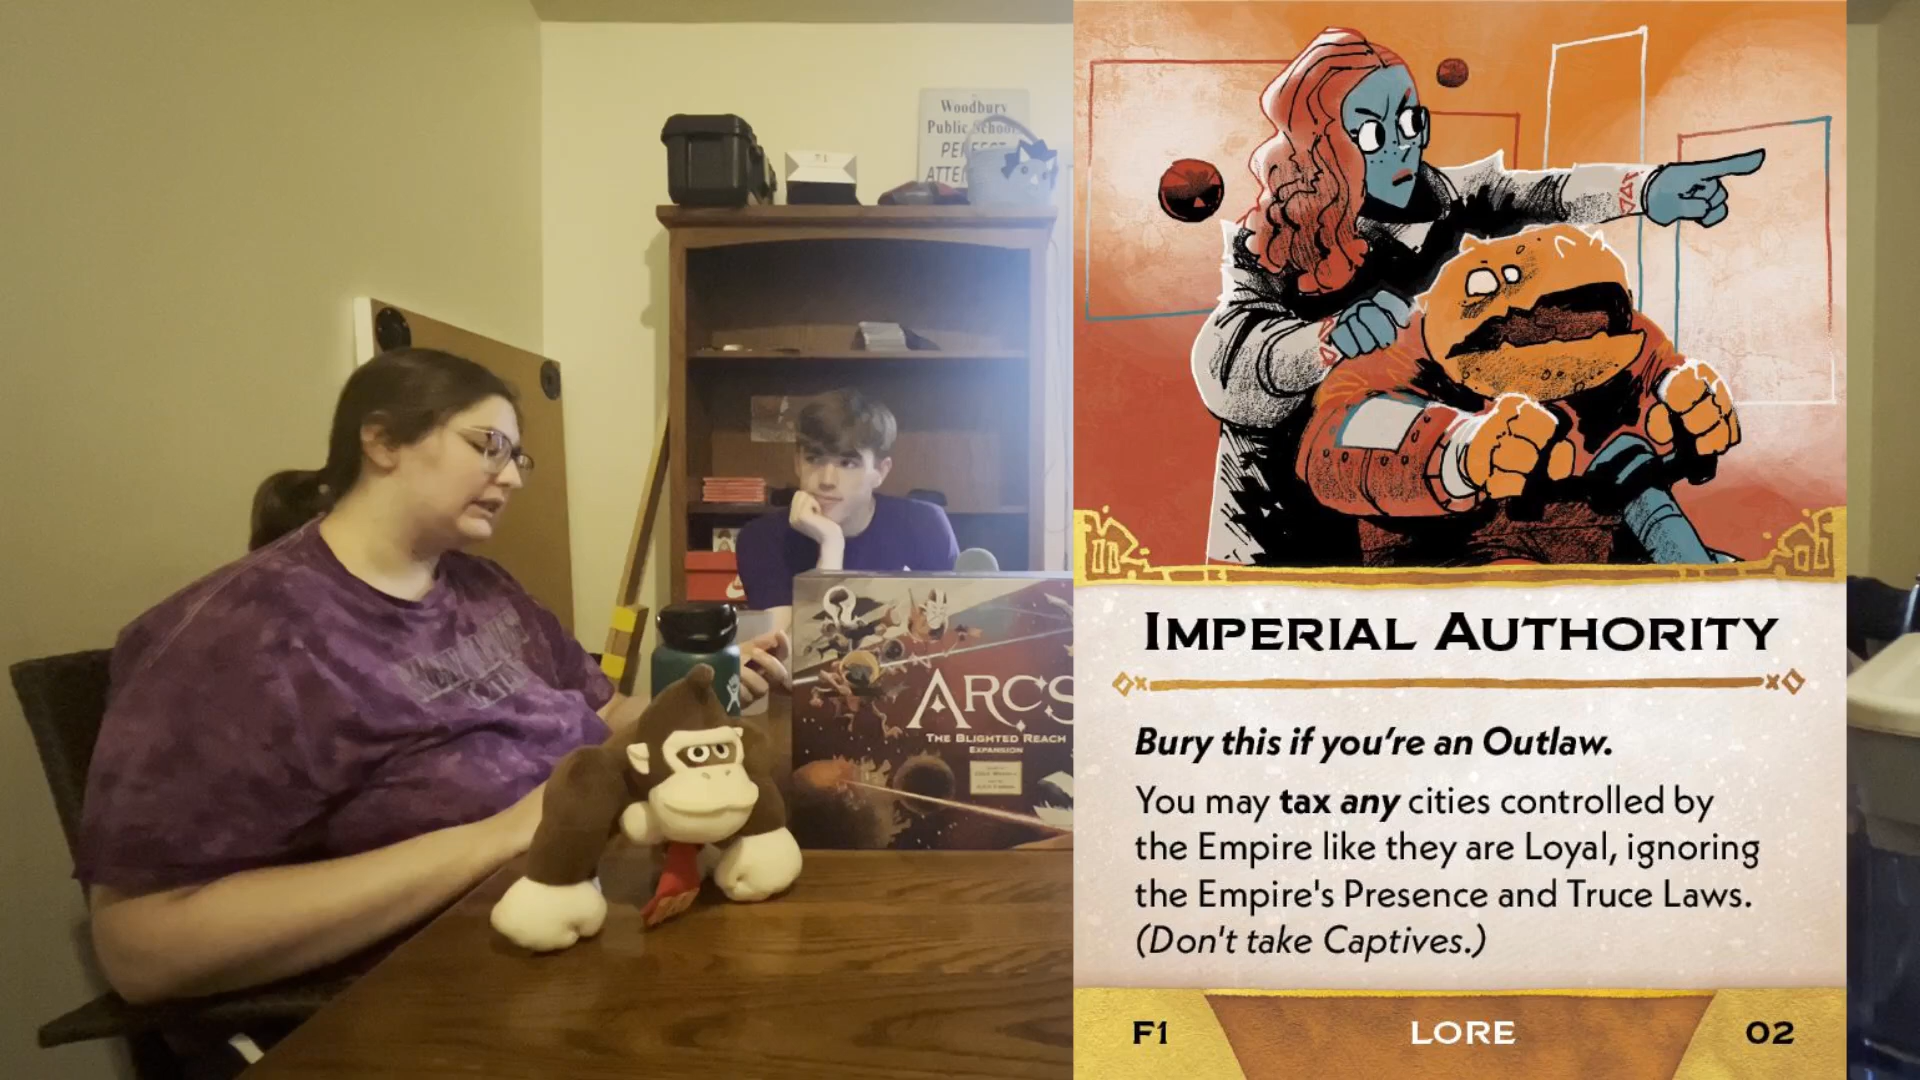 Woodbury
Public School
ARCS
THE BLIGHTED REACH
EXPANSION
IMPERIAL AUTHORITY
Bury this if you're an Outlaw.
You may tax any cities controlled by
the Empire like they are Loyal, ignoring
the Empire's Presence and Truce Laws.
(Don't take Captives.)
F1
LORE
02